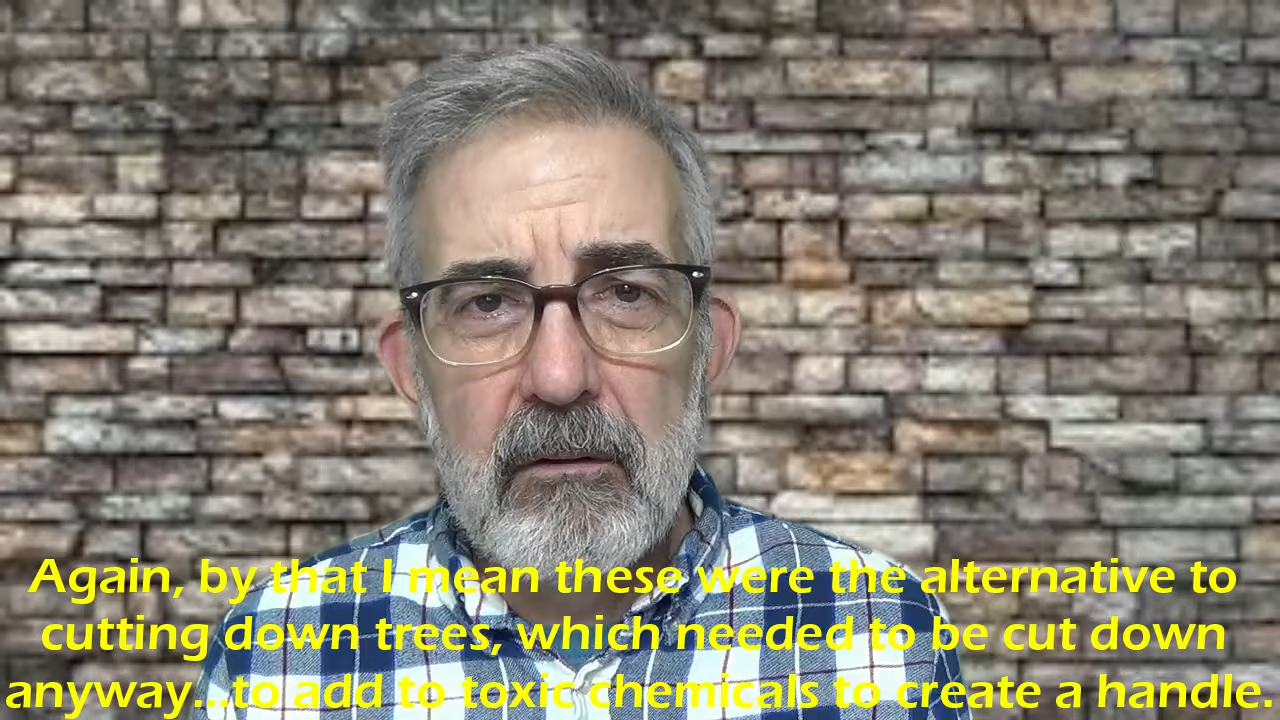 Again, by that I mean these were the alternative to
cutting down trees, which needed to be cut down
anyway...to add to toxic chemicals to create a handle.